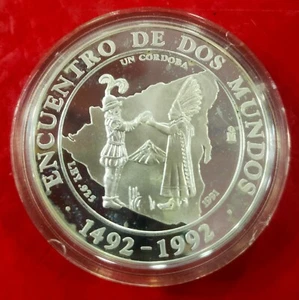 ENCUENTRO DE DOS MUNDOS
UN CORDOBA
LEY .925
1991
· 1492-1992 ·